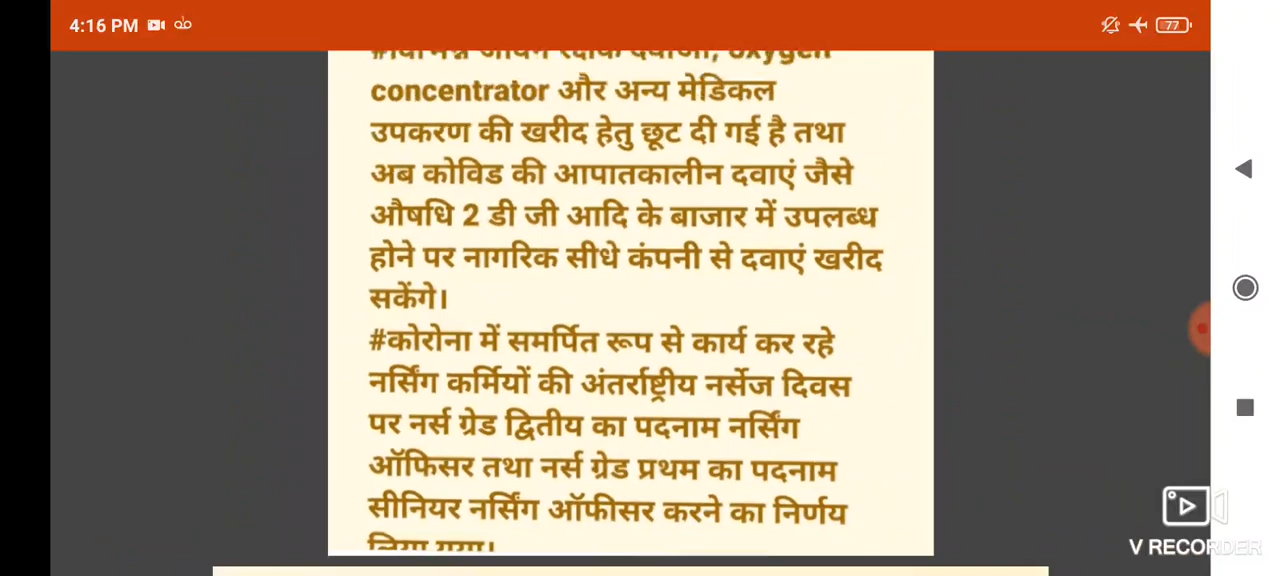 4:16 PM
77
concentrator और अन्य मेडिकल
उपकरण की खरीद हेतु छूट दी गई है तथा
अब कोविड की आपातकालीन दवाएं जैसे
औषधि 2 डी जी आदि के बाजार में उपलब्ध
होने पर नागरिक सीधे कंपनी से दवाएं खरीद
सकेंगे।
#कोरोना में समर्पित रूप से कार्य कर रहे
नर्सिंग कर्मियों की अंतर्राष्ट्रीय नर्सेज दिवस
पर नर्स ग्रेड द्वितीय का पदनाम नर्सिंग
ऑफिसर तथा नर्स ग्रेड प्रथम का पदनाम
सीनियर नर्सिंग ऑफीसर करने का निर्णय
V RECORDER